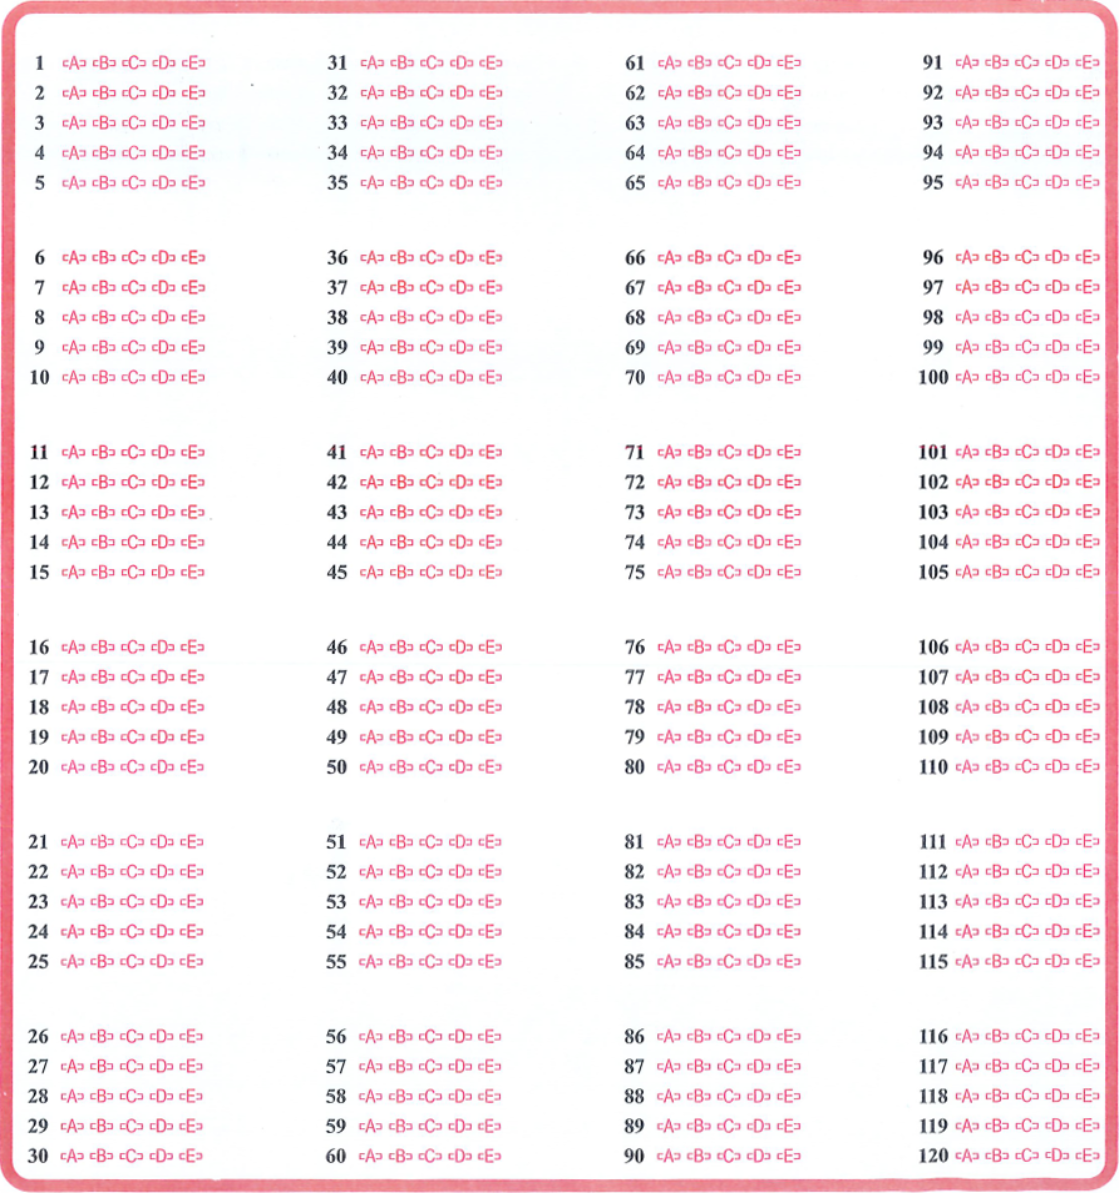 1 ⊏A⊐ ⊏B⊐ ⊏C⊐ ⊏D⊐ ⊏E⊐
2 ⊏A⊐ ⊏B⊐ ⊏C⊐ ⊏D⊐ ⊏E⊐
3 ⊏A⊐ ⊏B⊐ ⊏C⊐ ⊏D⊐ ⊏E⊐
4 ⊏A⊐ ⊏B⊐ ⊏C⊐ ⊏D⊐ ⊏E⊐
5 ⊏A⊐ ⊏B⊐ ⊏C⊐ ⊏D⊐ ⊏E⊐
6 ⊏A⊐ ⊏B⊐ ⊏C⊐ ⊏D⊐ ⊏E⊐
7 ⊏A⊐ ⊏B⊐ ⊏C⊐ ⊏D⊐ ⊏E⊐
8 ⊏A⊐ ⊏B⊐ ⊏C⊐ ⊏D⊐ ⊏E⊐
9 ⊏A⊐ ⊏B⊐ ⊏C⊐ ⊏D⊐ ⊏E⊐
10 ⊏A⊐ ⊏B⊐ ⊏C⊐ ⊏D⊐ ⊏E⊐
11 ⊏A⊐ ⊏B⊐ ⊏C⊐ ⊏D⊐ ⊏E⊐
12 ⊏A⊐ ⊏B⊐ ⊏C⊐ ⊏D⊐ ⊏E⊐
13 ⊏A⊐ ⊏B⊐ ⊏C⊐ ⊏D⊐ ⊏E⊐
14 ⊏A⊐ ⊏B⊐ ⊏C⊐ ⊏D⊐ ⊏E⊐
15 ⊏A⊐ ⊏B⊐ ⊏C⊐ ⊏D⊐ ⊏E⊐
16 ⊏A⊐ ⊏B⊐ ⊏C⊐ ⊏D⊐ ⊏E⊐
17 ⊏A⊐ ⊏B⊐ ⊏C⊐ ⊏D⊐ ⊏E⊐
18 ⊏A⊐ ⊏B⊐ ⊏C⊐ ⊏D⊐ ⊏E⊐
19 ⊏A⊐ ⊏B⊐ ⊏C⊐ ⊏D⊐ ⊏E⊐
20 ⊏A⊐ ⊏B⊐ ⊏C⊐ ⊏D⊐ ⊏E⊐
21 ⊏A⊐ ⊏B⊐ ⊏C⊐ ⊏D⊐ ⊏E⊐
22 ⊏A⊐ ⊏B⊐ ⊏C⊐ ⊏D⊐ ⊏E⊐
23 ⊏A⊐ ⊏B⊐ ⊏C⊐ ⊏D⊐ ⊏E⊐
24 ⊏A⊐ ⊏B⊐ ⊏C⊐ ⊏D⊐ ⊏E⊐
25 ⊏A⊐ ⊏B⊐ ⊏C⊐ ⊏D⊐ ⊏E⊐
26 ⊏A⊐ ⊏B⊐ ⊏C⊐ ⊏D⊐ ⊏E⊐
27 ⊏A⊐ ⊏B⊐ ⊏C⊐ ⊏D⊐ ⊏E⊐
28 ⊏A⊐ ⊏B⊐ ⊏C⊐ ⊏D⊐ ⊏E⊐
29 ⊏A⊐ ⊏B⊐ ⊏C⊐ ⊏D⊐ ⊏E⊐
30 ⊏A⊐ ⊏B⊐ ⊏C⊐ ⊏D⊐ ⊏E⊐
31 ⊏A⊐ ⊏B⊐ ⊏C⊐ ⊏D⊐ ⊏E⊐
32 ⊏A⊐ ⊏B⊐ ⊏C⊐ ⊏D⊐ ⊏E⊐
33 ⊏A⊐ ⊏B⊐ ⊏C⊐ ⊏D⊐ ⊏E⊐
34 ⊏A⊐ ⊏B⊐ ⊏C⊐ ⊏D⊐ ⊏E⊐
35 ⊏A⊐ ⊏B⊐ ⊏C⊐ ⊏D⊐ ⊏E⊐
36 ⊏A⊐ ⊏B⊐ ⊏C⊐ ⊏D⊐ ⊏E⊐
37 ⊏A⊐ ⊏B⊐ ⊏C⊐ ⊏D⊐ ⊏E⊐
38 ⊏A⊐ ⊏B⊐ ⊏C⊐ ⊏D⊐ ⊏E⊐
39 ⊏A⊐ ⊏B⊐ ⊏C⊐ ⊏D⊐ ⊏E⊐
40 ⊏A⊐ ⊏B⊐ ⊏C⊐ ⊏D⊐ ⊏E⊐
41 ⊏A⊐ ⊏B⊐ ⊏C⊐ ⊏D⊐ ⊏E⊐
42 ⊏A⊐ ⊏B⊐ ⊏C⊐ ⊏D⊐ ⊏E⊐
43 ⊏A⊐ ⊏B⊐ ⊏C⊐ ⊏D⊐ ⊏E⊐
44 ⊏A⊐ ⊏B⊐ ⊏C⊐ ⊏D⊐ ⊏E⊐
45 ⊏A⊐ ⊏B⊐ ⊏C⊐ ⊏D⊐ ⊏E⊐
46 ⊏A⊐ ⊏B⊐ ⊏C⊐ ⊏D⊐ ⊏E⊐
47 ⊏A⊐ ⊏B⊐ ⊏C⊐ ⊏D⊐ ⊏E⊐
48 ⊏A⊐ ⊏B⊐ ⊏C⊐ ⊏D⊐ ⊏E⊐
49 ⊏A⊐ ⊏B⊐ ⊏C⊐ ⊏D⊐ ⊏E⊐
50 ⊏A⊐ ⊏B⊐ ⊏C⊐ ⊏D⊐ ⊏E⊐
51 ⊏A⊐ ⊏B⊐ ⊏C⊐ ⊏D⊐ ⊏E⊐
52 ⊏A⊐ ⊏B⊐ ⊏C⊐ ⊏D⊐ ⊏E⊐
53 ⊏A⊐ ⊏B⊐ ⊏C⊐ ⊏D⊐ ⊏E⊐
54 ⊏A⊐ ⊏B⊐ ⊏C⊐ ⊏D⊐ ⊏E⊐
55 ⊏A⊐ ⊏B⊐ ⊏C⊐ ⊏D⊐ ⊏E⊐
56 ⊏A⊐ ⊏B⊐ ⊏C⊐ ⊏D⊐ ⊏E⊐
57 ⊏A⊐ ⊏B⊐ ⊏C⊐ ⊏D⊐ ⊏E⊐
58 ⊏A⊐ ⊏B⊐ ⊏C⊐ ⊏D⊐ ⊏E⊐
59 ⊏A⊐ ⊏B⊐ ⊏C⊐ ⊏D⊐ ⊏E⊐
60 ⊏A⊐ ⊏B⊐ ⊏C⊐ ⊏D⊐ ⊏E⊐
61 ⊏A⊐ ⊏B⊐ ⊏C⊐ ⊏D⊐ ⊏E⊐
62 ⊏A⊐ ⊏B⊐ ⊏C⊐ ⊏D⊐ ⊏E⊐
63 ⊏A⊐ ⊏B⊐ ⊏C⊐ ⊏D⊐ ⊏E⊐
64 ⊏A⊐ ⊏B⊐ ⊏C⊐ ⊏D⊐ ⊏E⊐
65 ⊏A⊐ ⊏B⊐ ⊏C⊐ ⊏D⊐ ⊏E⊐
66 ⊏A⊐ ⊏B⊐ ⊏C⊐ ⊏D⊐ ⊏E⊐
67 ⊏A⊐ ⊏B⊐ ⊏C⊐ ⊏D⊐ ⊏E⊐
68 ⊏A⊐ ⊏B⊐ ⊏C⊐ ⊏D⊐ ⊏E⊐
69 ⊏A⊐ ⊏B⊐ ⊏C⊐ ⊏D⊐ ⊏E⊐
70 ⊏A⊐ ⊏B⊐ ⊏C⊐ ⊏D⊐ ⊏E⊐
71 ⊏A⊐ ⊏B⊐ ⊏C⊐ ⊏D⊐ ⊏E⊐
72 ⊏A⊐ ⊏B⊐ ⊏C⊐ ⊏D⊐ ⊏E⊐
73 ⊏A⊐ ⊏B⊐ ⊏C⊐ ⊏D⊐ ⊏E⊐
74 ⊏A⊐ ⊏B⊐ ⊏C⊐ ⊏D⊐ ⊏E⊐
75 ⊏A⊐ ⊏B⊐ ⊏C⊐ ⊏D⊐ ⊏E⊐
76 ⊏A⊐ ⊏B⊐ ⊏C⊐ ⊏D⊐ ⊏E⊐
77 ⊏A⊐ ⊏B⊐ ⊏C⊐ ⊏D⊐ ⊏E⊐
78 ⊏A⊐ ⊏B⊐ ⊏C⊐ ⊏D⊐ ⊏E⊐
79 ⊏A⊐ ⊏B⊐ ⊏C⊐ ⊏D⊐ ⊏E⊐
80 ⊏A⊐ ⊏B⊐ ⊏C⊐ ⊏D⊐ ⊏E⊐
81 ⊏A⊐ ⊏B⊐ ⊏C⊐ ⊏D⊐ ⊏E⊐
82 ⊏A⊐ ⊏B⊐ ⊏C⊐ ⊏D⊐ ⊏E⊐
83 ⊏A⊐ ⊏B⊐ ⊏C⊐ ⊏D⊐ ⊏E⊐
84 ⊏A⊐ ⊏B⊐ ⊏C⊐ ⊏D⊐ ⊏E⊐
85 ⊏A⊐ ⊏B⊐ ⊏C⊐ ⊏D⊐ ⊏E⊐
86 ⊏A⊐ ⊏B⊐ ⊏C⊐ ⊏D⊐ ⊏E⊐
87 ⊏A⊐ ⊏B⊐ ⊏C⊐ ⊏D⊐ ⊏E⊐
88 ⊏A⊐ ⊏B⊐ ⊏C⊐ ⊏D⊐ ⊏E⊐
89 ⊏A⊐ ⊏B⊐ ⊏C⊐ ⊏D⊐ ⊏E⊐
90 ⊏A⊐ ⊏B⊐ ⊏C⊐ ⊏D⊐ ⊏E⊐
91 ⊏A⊐ ⊏B⊐ ⊏C⊐ ⊏D⊐ ⊏E⊐
92 ⊏A⊐ ⊏B⊐ ⊏C⊐ ⊏D⊐ ⊏E⊐
93 ⊏A⊐ ⊏B⊐ ⊏C⊐ ⊏D⊐ ⊏E⊐
94 ⊏A⊐ ⊏B⊐ ⊏C⊐ ⊏D⊐ ⊏E⊐
95 ⊏A⊐ ⊏B⊐ ⊏C⊐ ⊏D⊐ ⊏E⊐
96 ⊏A⊐ ⊏B⊐ ⊏C⊐ ⊏D⊐ ⊏E⊐
97 ⊏A⊐ ⊏B⊐ ⊏C⊐ ⊏D⊐ ⊏E⊐
98 ⊏A⊐ ⊏B⊐ ⊏C⊐ ⊏D⊐ ⊏E⊐
99 ⊏A⊐ ⊏B⊐ ⊏C⊐ ⊏D⊐ ⊏E⊐
100 ⊏A⊐ ⊏B⊐ ⊏C⊐ ⊏D⊐ ⊏E⊐
101 ⊏A⊐ ⊏B⊐ ⊏C⊐ ⊏D⊐ ⊏E⊐
102 ⊏A⊐ ⊏B⊐ ⊏C⊐ ⊏D⊐ ⊏E⊐
103 ⊏A⊐ ⊏B⊐ ⊏C⊐ ⊏D⊐ ⊏E⊐
104 ⊏A⊐ ⊏B⊐ ⊏C⊐ ⊏D⊐ ⊏E⊐
105 ⊏A⊐ ⊏B⊐ ⊏C⊐ ⊏D⊐ ⊏E⊐
106 ⊏A⊐ ⊏B⊐ ⊏C⊐ ⊏D⊐ ⊏E⊐
107 ⊏A⊐ ⊏B⊐ ⊏C⊐ ⊏D⊐ ⊏E⊐
108 ⊏A⊐ ⊏B⊐ ⊏C⊐ ⊏D⊐ ⊏E⊐
109 ⊏A⊐ ⊏B⊐ ⊏C⊐ ⊏D⊐ ⊏E⊐
110 ⊏A⊐ ⊏B⊐ ⊏C⊐ ⊏D⊐ ⊏E⊐
111 ⊏A⊐ ⊏B⊐ ⊏C⊐ ⊏D⊐ ⊏E⊐
112 ⊏A⊐ ⊏B⊐ ⊏C⊐ ⊏D⊐ ⊏E⊐
113 ⊏A⊐ ⊏B⊐ ⊏C⊐ ⊏D⊐ ⊏E⊐
114 ⊏A⊐ ⊏B⊐ ⊏C⊐ ⊏D⊐ ⊏E⊐
115 ⊏A⊐ ⊏B⊐ ⊏C⊐ ⊏D⊐ ⊏E⊐
116 ⊏A⊐ ⊏B⊐ ⊏C⊐ ⊏D⊐ ⊏E⊐
117 ⊏A⊐ ⊏B⊐ ⊏C⊐ ⊏D⊐ ⊏E⊐
118 ⊏A⊐ ⊏B⊐ ⊏C⊐ ⊏D⊐ ⊏E⊐
119 ⊏A⊐ ⊏B⊐ ⊏C⊐ ⊏D⊐ ⊏E⊐
120 ⊏A⊐ ⊏B⊐ ⊏C⊐ ⊏D⊐ ⊏E⊐